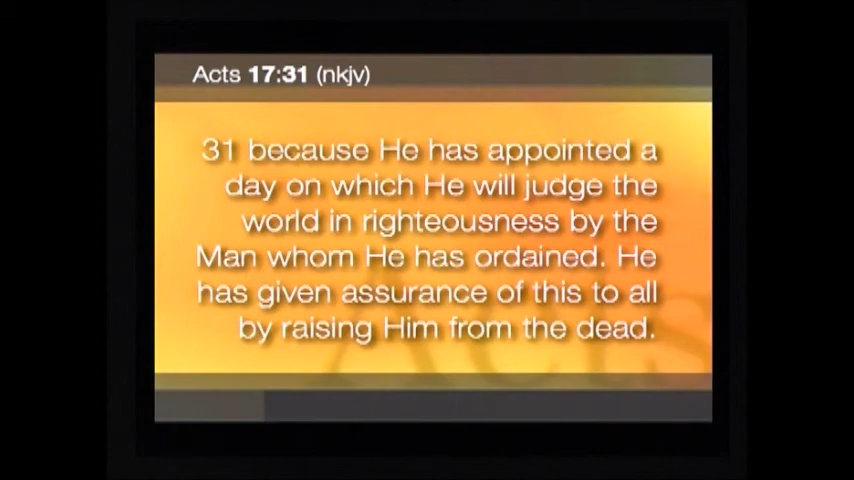 Acts 17:31 (nkjv)
31 because He has appointed a
day on which He will judge the
world in righteousness by the
Man whom He has ordained. He
has given assurance of this to all
by raising Him from the dead.
Acts